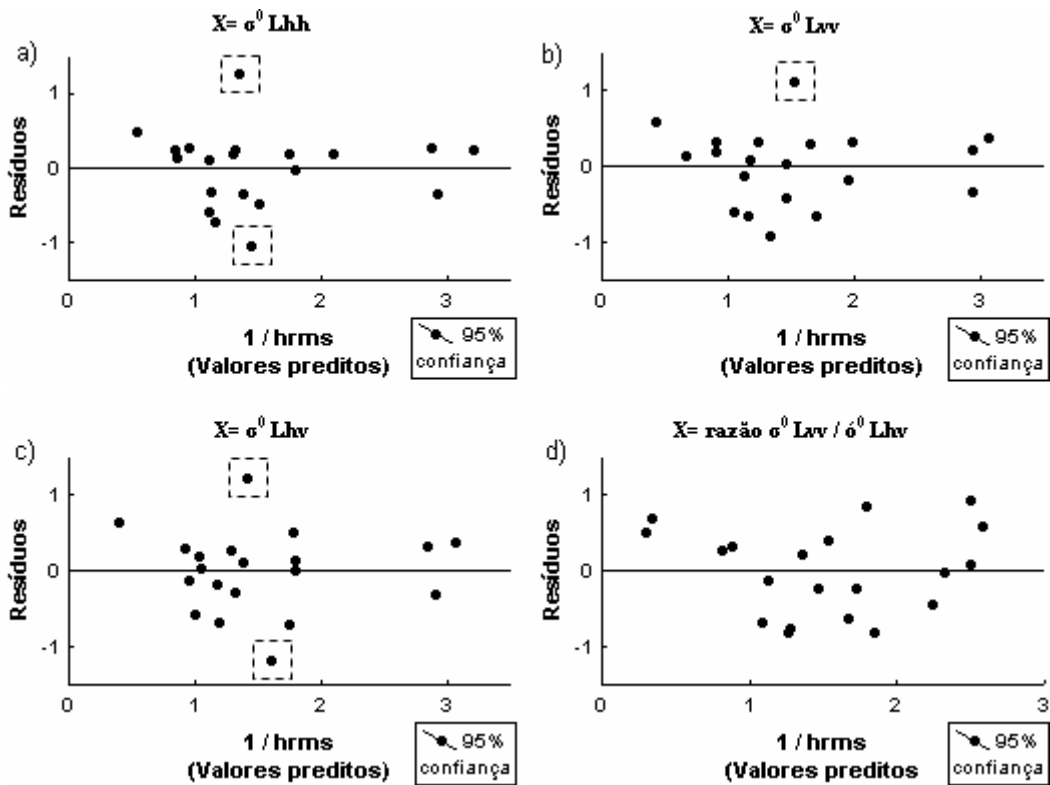 X= σ⁰ Lhh
a)
1
0
-1
Resíduos
0 1 2 3
1 / hrms
(Valores preditos)
95%
confiança
X= σ⁰ Lvv
b)
1
0
-1
Resíduos
0 1 2 3
1 / hrms
(Valores preditos)
95%
confiança
X= σ⁰ Lhv
c)
1
0
-1
Resíduos
0 1 2 3
1 / hrms
(Valores preditos)
95%
confiança
X= razão σ⁰ Lvv / ó⁰ Lhv
d)
1
0
-1
Resíduos
0 1 2 3
1 / hrms
(Valores preditos
95%
confiança